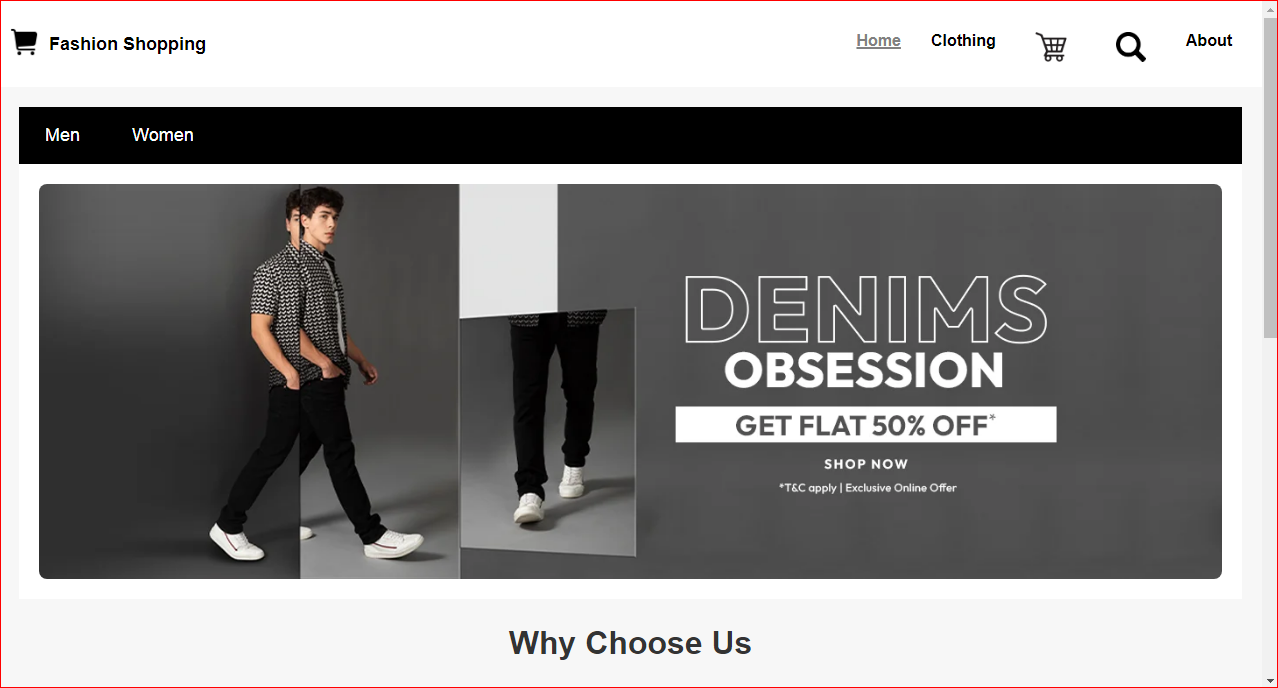 Fashion Shopping
Home Clothing About
Men Women
DENIMS
OBSESSION
GET FLAT 50% OFF*
SHOP NOW
*T&C apply | Exclusive Online Offer
Why Choose Us